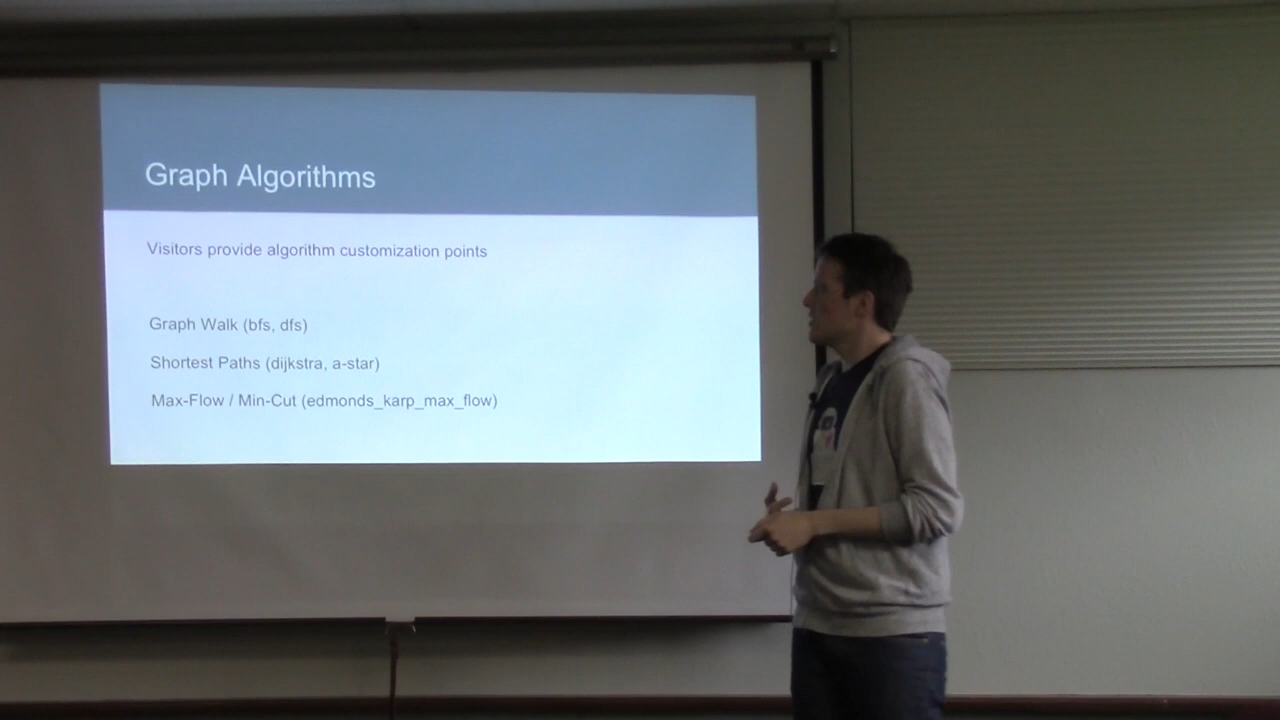 Graph Algorithms
Visitors provide algorithm customization points
Graph Walk (bfs, dfs)
Shortest Paths (dijkstra, a-star)
Max-Flow / Min-Cut (edmonds_karp_max_flow)